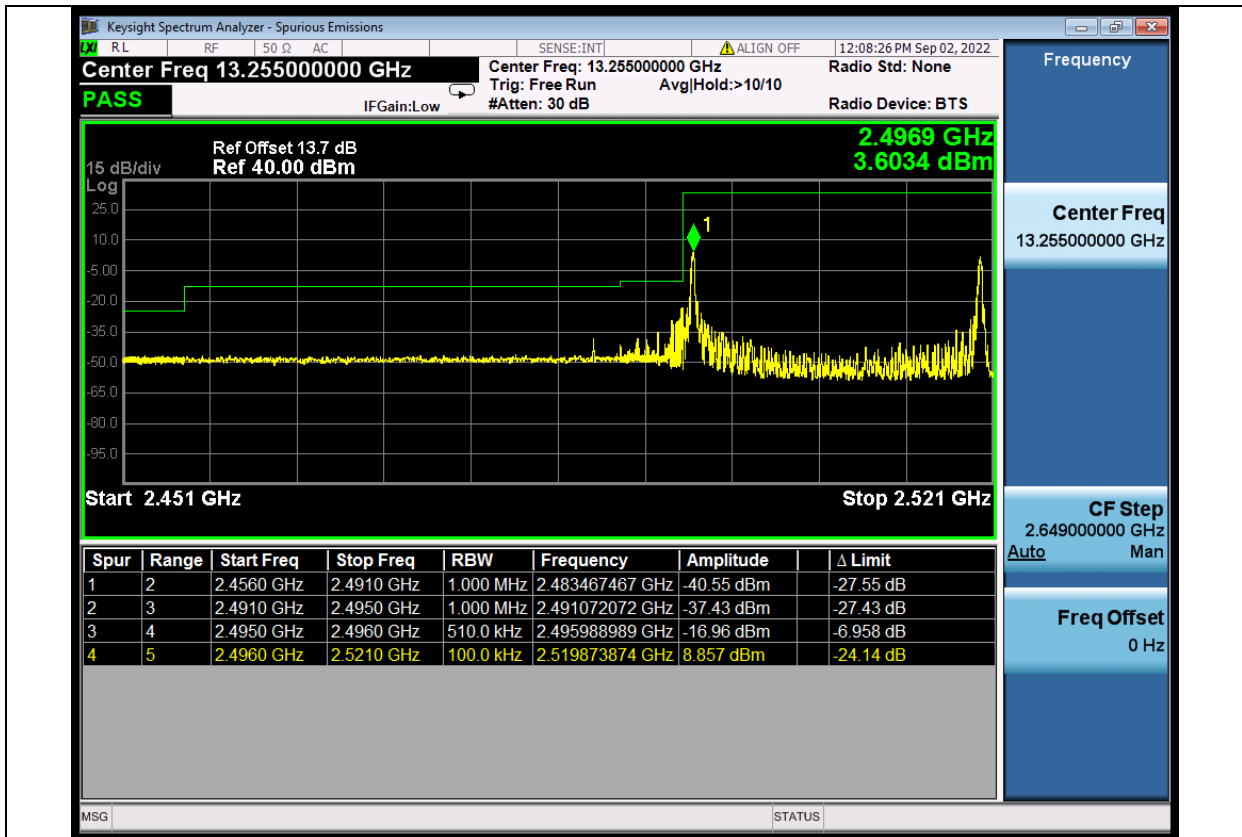 Keysight Spectrum Analyzer - Spurious Emissions
LXI RL RF 50 Ω AC SENSE:INT ALIGN OFF 12:08:26 PM Sep 02, 2022
Center Freq 13.255000000 GHz Center Freq: 13.255000000 GHz Radio Std: None
Trig: Free Run Avg|Hold:>10/10
PASS IFGain:Low #Atten: 30 dB Radio Device: BTS
Frequency
Ref Offset 13.7 dB 2.4969 GHz
15 dB/div Ref 40.00 dBm 3.6034 dBm
Log
25.0
1
10.0
-5.00
-20.0
-35.0
-50.0
-65.0
-80.0
-95.0
Start 2.451 GHz Stop 2.521 GHz
Center Freq
13.255000000 GHz
CF Step
2.649000000 GHz
Auto Man
Freq Offset
0 Hz
Spur Range Start Freq Stop Freq RBW Frequency Amplitude Δ Limit
1 2 2.4560 GHz 2.4910 GHz 1.000 MHz 2.483467467 GHz -40.55 dBm -27.55 dB
2 3 2.4910 GHz 2.4950 GHz 1.000 MHz 2.491072072 GHz -37.43 dBm -27.43 dB
3 4 2.4950 GHz 2.4960 GHz 510.0 kHz 2.495988989 GHz -16.96 dBm -6.958 dB
4 5 2.4960 GHz 2.5210 GHz 100.0 kHz 2.519873874 GHz 8.857 dBm -24.14 dB
MSG STATUS